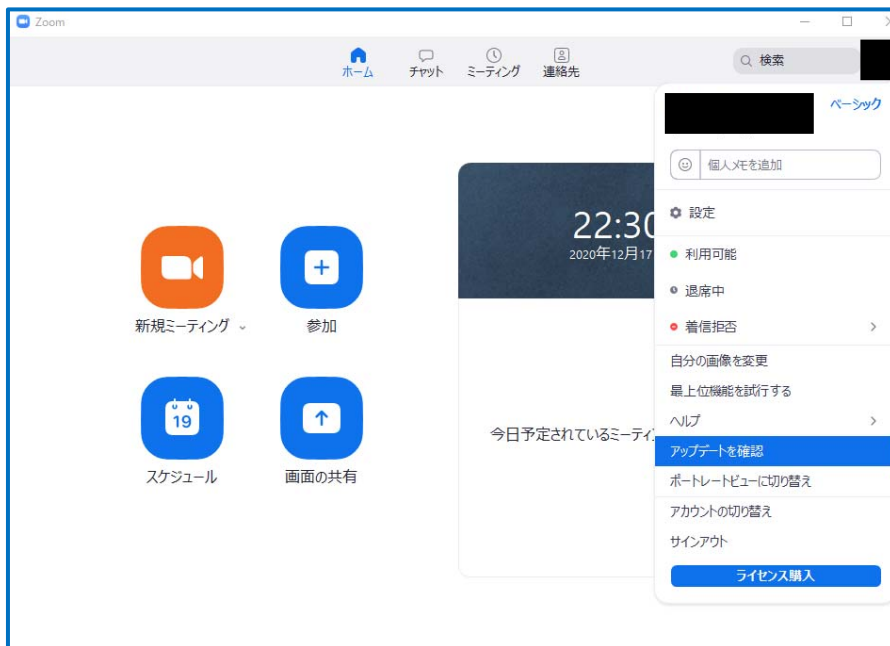 Zoom
ホーム
チャット
ミーティング
連絡先
検索
ベーシック
個人メモを追加
設定
22:30
2020年12月17
利用可能
退席中
着信拒否
新規ミーティング
参加
自分の画像を変更
最上位機能を試行する
ヘルプ
19
今日予定されているミーティ
アップデートを確認
スケジュール
画面の共有
ポートレートビューに切り替え
アカウントの切り替え
サインアウト
ライセンス購入